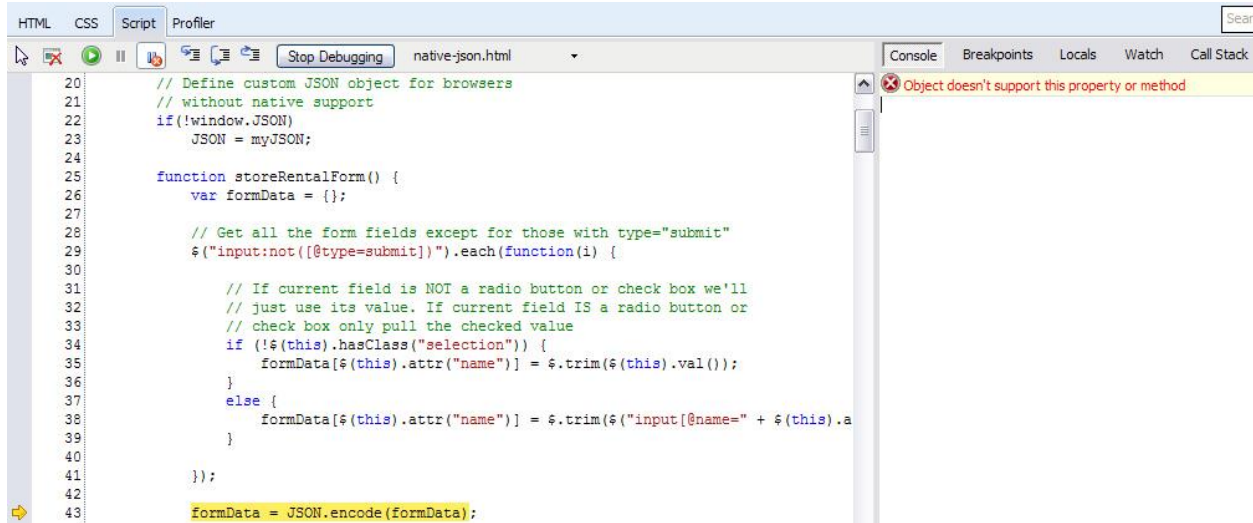 HTML CSS Script Profiler
Stop Debugging native-json.html
Console Breakpoints Locals Watch Call Stack
Object doesn't support this property or method
20 // Define custom JSON object for browsers
21 // without native support
22 if(!window.JSON)
23 JSON = myJSON;
24
25 function storeRentalForm() {
26 var formData = {};
27
28 // Get all the form fields except for those with type="submit"
29 $("input:not([@type=submit])").each(function(i) {
30
31 // If current field is NOT a radio button or check box we'll
32 // just use its value. If current field IS a radio button or
33 // check box only pull the checked value
34 if (!$(this).hasClass("selection")) {
35 formData[$(this).attr("name")] = $.trim($(this).val());
36 }
37 else {
38 formData[$(this).attr("name")] = $.trim($("input[@name=" + $(this).a
39 }
40
41 });
42
43 formData = JSON.encode(formData);